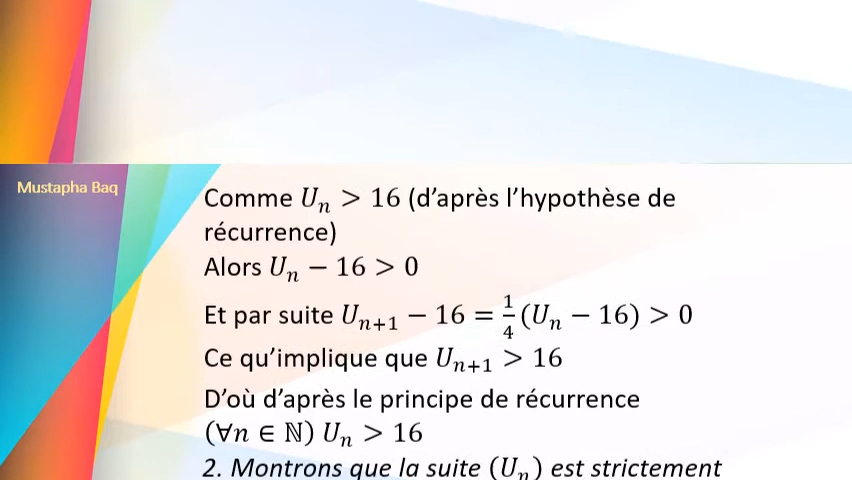 Mustapha Baq
Comme Uₙ > 16 (d’après l’hypothèse de
récurrence)
Alors Uₙ − 16 > 0
Et par suite Uₙ₊₁ − 16 = 1/4 (Uₙ − 16) > 0
Ce qu’implique que Uₙ₊₁ > 16
D’où d’après le principe de récurrence
(∀n ∈ ℕ) Uₙ > 16
2. Montrons que la suite (Uₙ) est strictement